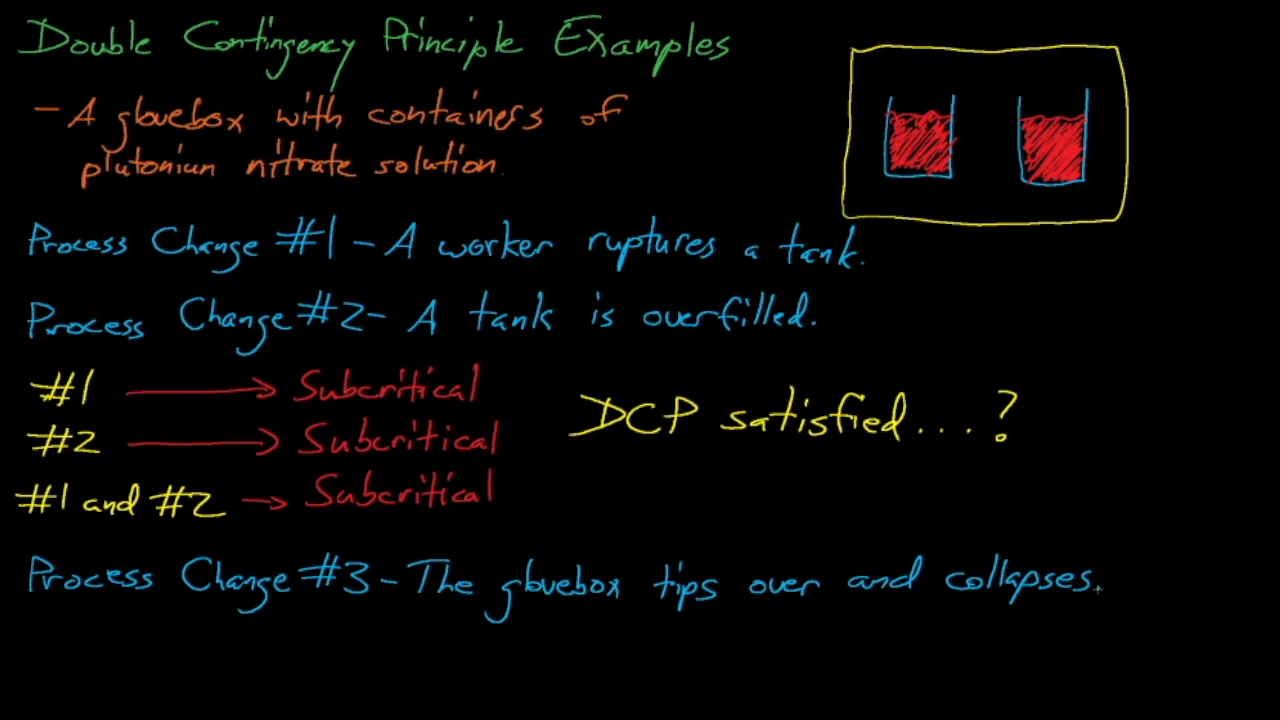 Double Contingency Principle Examples
- A glovebox with containers of
plutonium nitrate solution.
Process Change #1 - A worker ruptures a tank.
Process Change #2 - A tank is overfilled.
#1 → Subcritical
#2 → Subcritical
#1 and #2 → Subcritical
DCP satisfied....?
Process Change #3 - The glovebox tips over and collapses.